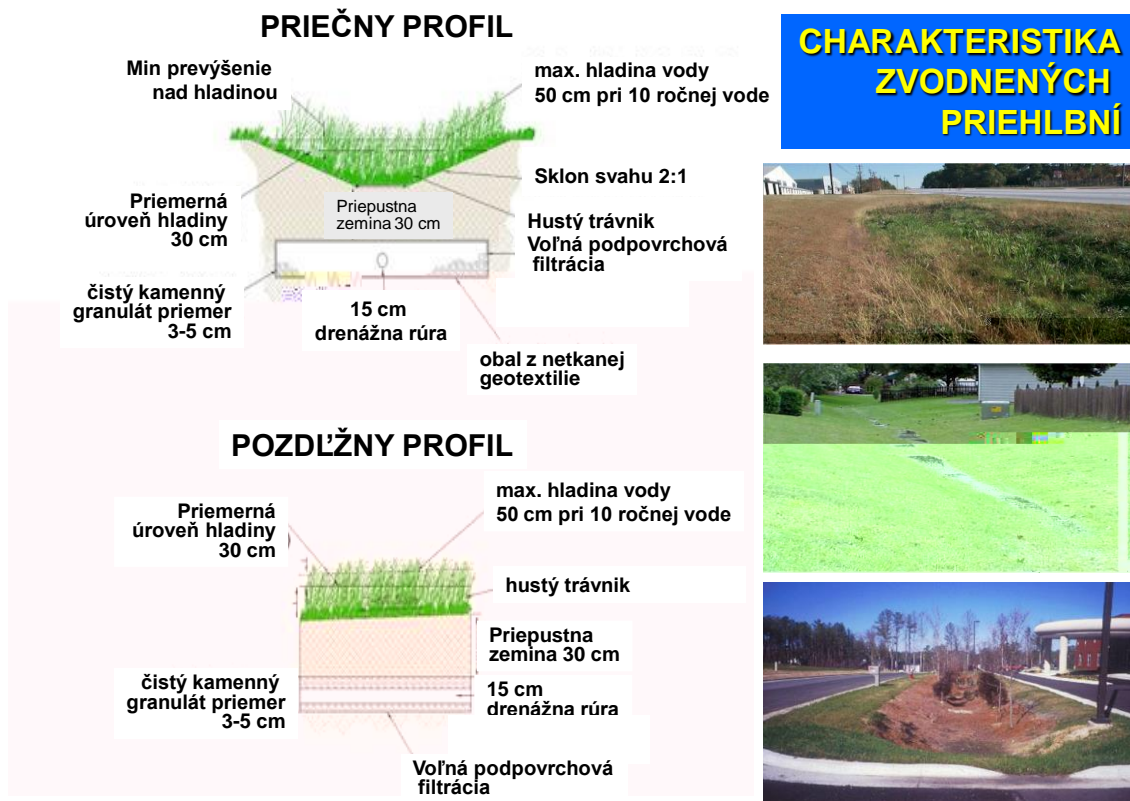 PRIEČNY PROFIL
CHARAKTERISTIKA
ZVODNENÝCH
PRIEHLBNÍ
Min prevýšenie
nad hladinou
max. hladina vody
50 cm pri 10 ročnej vode
Sklon svahu 2:1
Priemerná
úroveň hladiny
30 cm
Priepustna
zemina 30 cm
Hustý trávnik
Voľná podpovrchová
filtrácia
čistý kamenný
granulát priemer
3-5 cm
15 cm
drenážna rúra
obal z netkanej
geotextilie
POZDĽŽNY PROFIL
max. hladina vody
50 cm pri 10 ročnej vode
Priemerná
úroveň hladiny
30 cm
hustý trávnik
Priepustna
zemina 30 cm
čistý kamenný
granulát priemer
3-5 cm
15 cm
drenážna rúra
Voľná podpovrchová
filtrácia